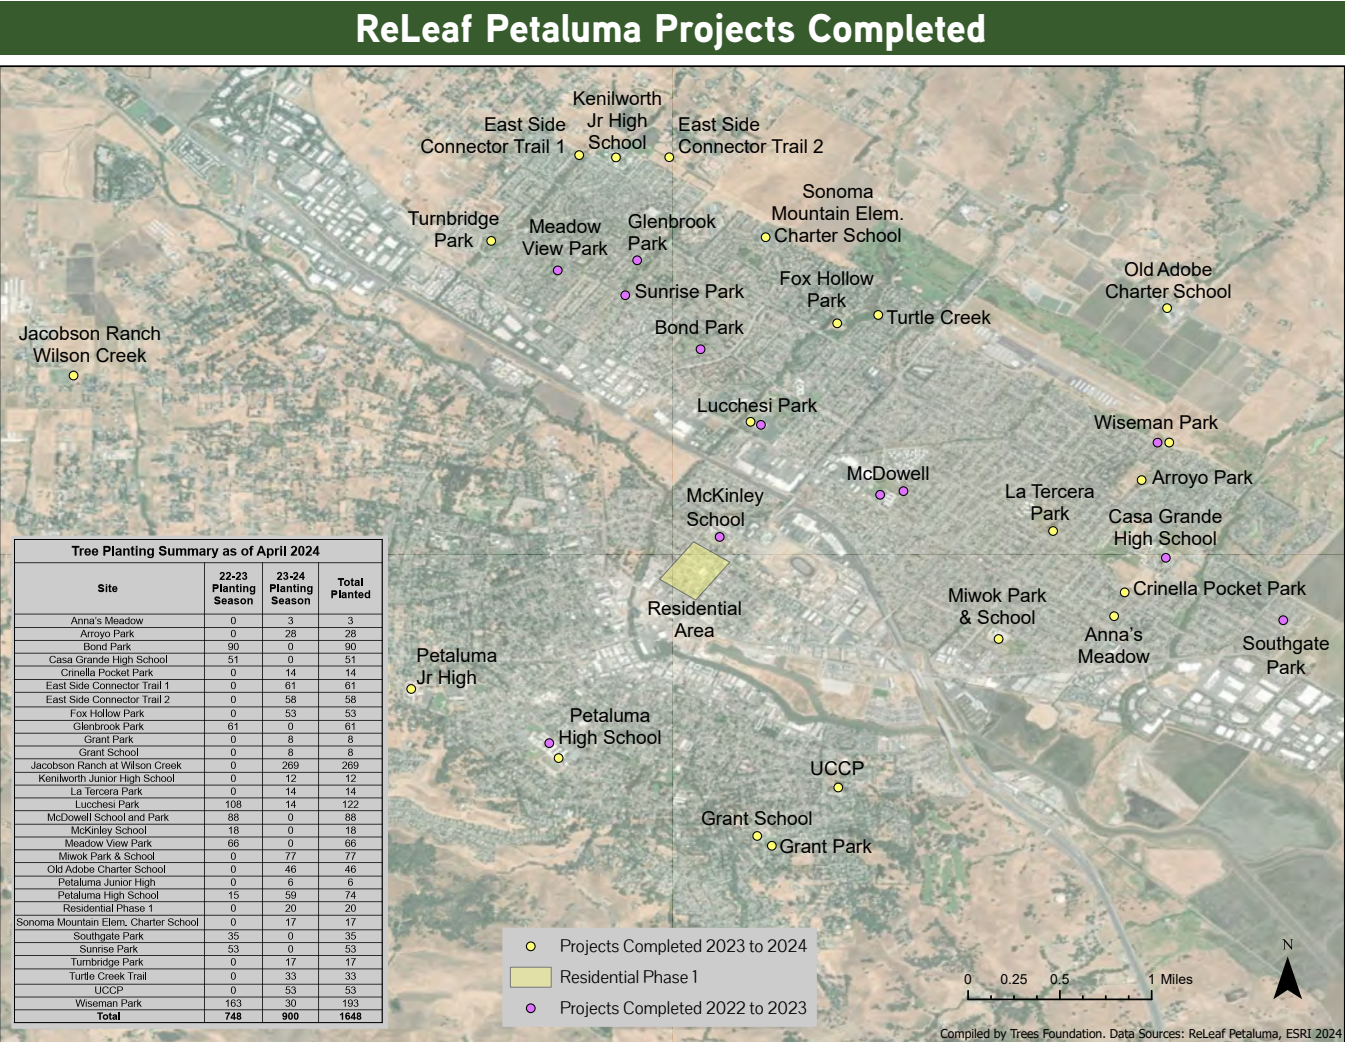 ReLeaf Petaluma Projects Completed
Kenilworth
Jr High
School
East Side
Connector Trail 1
East Side
Connector Trail 2
Sonoma
Mountain Elem.
Charter School
Turnbridge
Park
Meadow
View Park
Glenbrook
Park
Sunrise Park
Fox Hollow
Park
Turtle Creek
Old Adobe
Charter School
Bond Park
Jacobson Ranch
Wilson Creek
Lucchesi Park
Wiseman Park
McDowell
Arroyo Park
La Tercera
Park
McKinley
School
Casa Grande
High School
Crinella Pocket Park
Miwok Park
& School
Residential
Area
Anna's
Meadow
Southgate
Park
Petaluma
Jr High
Petaluma
High School
UCCP
Grant School
Grant Park
Tree Planting Summary as of April 2024
Site 22-23 Planting Season 23-24 Planting Season Total Planted
Anna's Meadow 0 3 3
Arroyo Park 0 28 28
Bond Park 90 0 90
Casa Grande High School 51 0 51
Crinella Pocket Park 0 14 14
East Side Connector Trail 1 0 61 61
East Side Connector Trail 2 0 58 58
Fox Hollow Park 0 53 53
Glenbrook Park 61 0 61
Grant Park 0 8 8
Grant School 0 8 8
Jacobson Ranch at Wilson Creek 0 269 269
Kenilworth Junior High School 0 12 12
La Tercera Park 0 14 14
Lucchesi Park 108 14 122
McDowell School and Park 88 0 88
McKinley School 18 0 18
Meadow View Park 66 0 66
Miwok Park & School 0 77 77
Old Adobe Charter School 0 46 46
Petaluma Junior High 0 6 6
Petaluma High School 15 59 74
Residential Phase 1 0 20 20
Sonoma Mountain Elem. Charter School 0 17 17
Southgate Park 35 0 35
Sunrise Park 53 0 53
Turnbridge Park 0 17 17
Turtle Creek Trail 0 33 33
UCCP 0 53 53
Wiseman Park 163 30 193
Total 748 900 1648
Projects Completed 2023 to 2024
Residential Phase 1
Projects Completed 2022 to 2023
N
0 0.25 0.5 1 Miles
Compiled by Trees Foundation. Data Sources: ReLeaf Petaluma, ESRI 2024